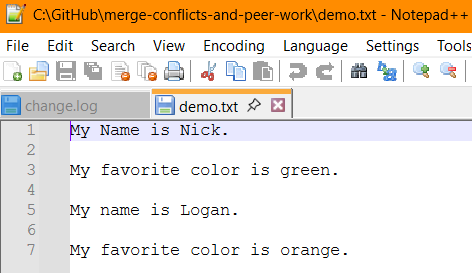 C:\GitHub\merge-conflicts-and-peer-work\demo.txt - Notepad++
File Edit Search View Encoding Language Settings Tools
change.log demo.txt
1 My Name is Nick.
2
3 My favorite color is green.
4
5 My name is Logan.
6
7 My favorite color is orange.